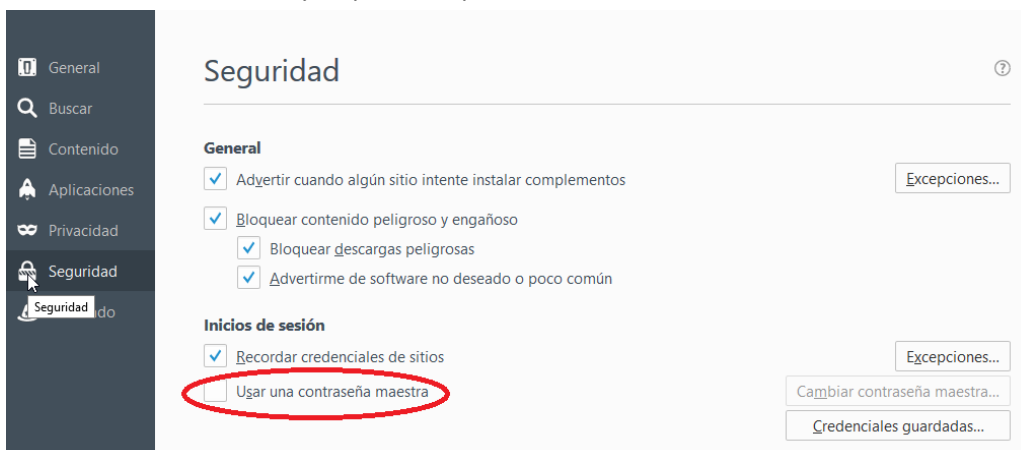 General
Buscar
Contenido
Aplicaciones
Privacidad
Seguridad
Seguridad
do
Seguridad
?
General
Advertir cuando algún sitio intente instalar complementos
Excepciones...
Bloquear contenido peligroso y engañoso
Bloquear descargas peligrosas
Advertirme de software no deseado o poco común
Inicios de sesión
Recordar credenciales de sitios
Excepciones...
Usar una contraseña maestra
Cambiar contraseña maestra...
Credenciales guardadas...